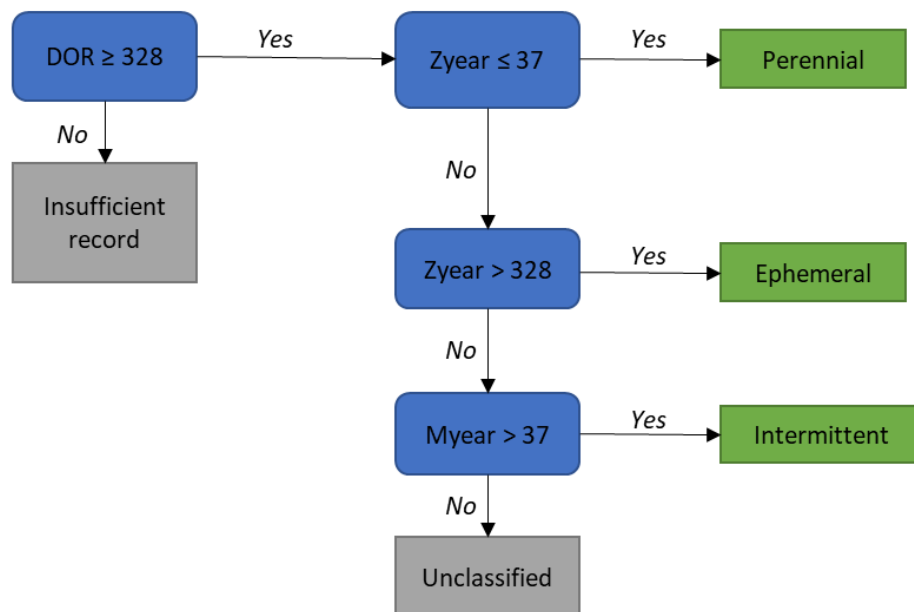 DOR ≥ 328
Yes
Zyear ≤ 37
Yes
Perennial
No
Insufficient
record
No
Zyear > 328
Yes
Ephemeral
No
Myear > 37
Yes
Intermittent
No
Unclassified